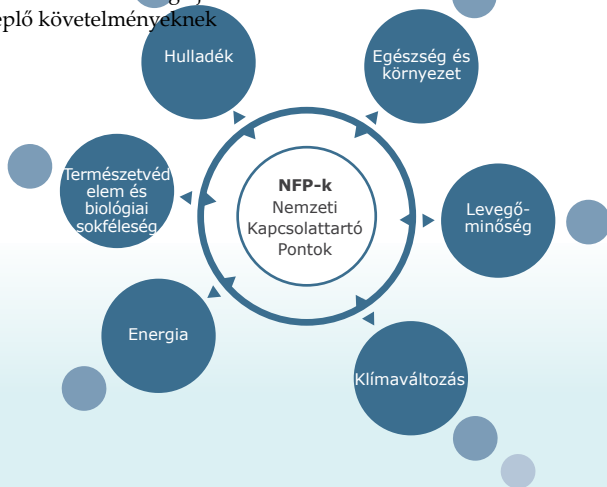 eplő követelményeknek
Hulladék
Egészség és
környezet
Természetvéd
elem és
biológiai
sokféleség
NFP-k
Nemzeti
Kapcsolattartó
Pontok
Levegő-
minőség
Energia
Klímaváltozás